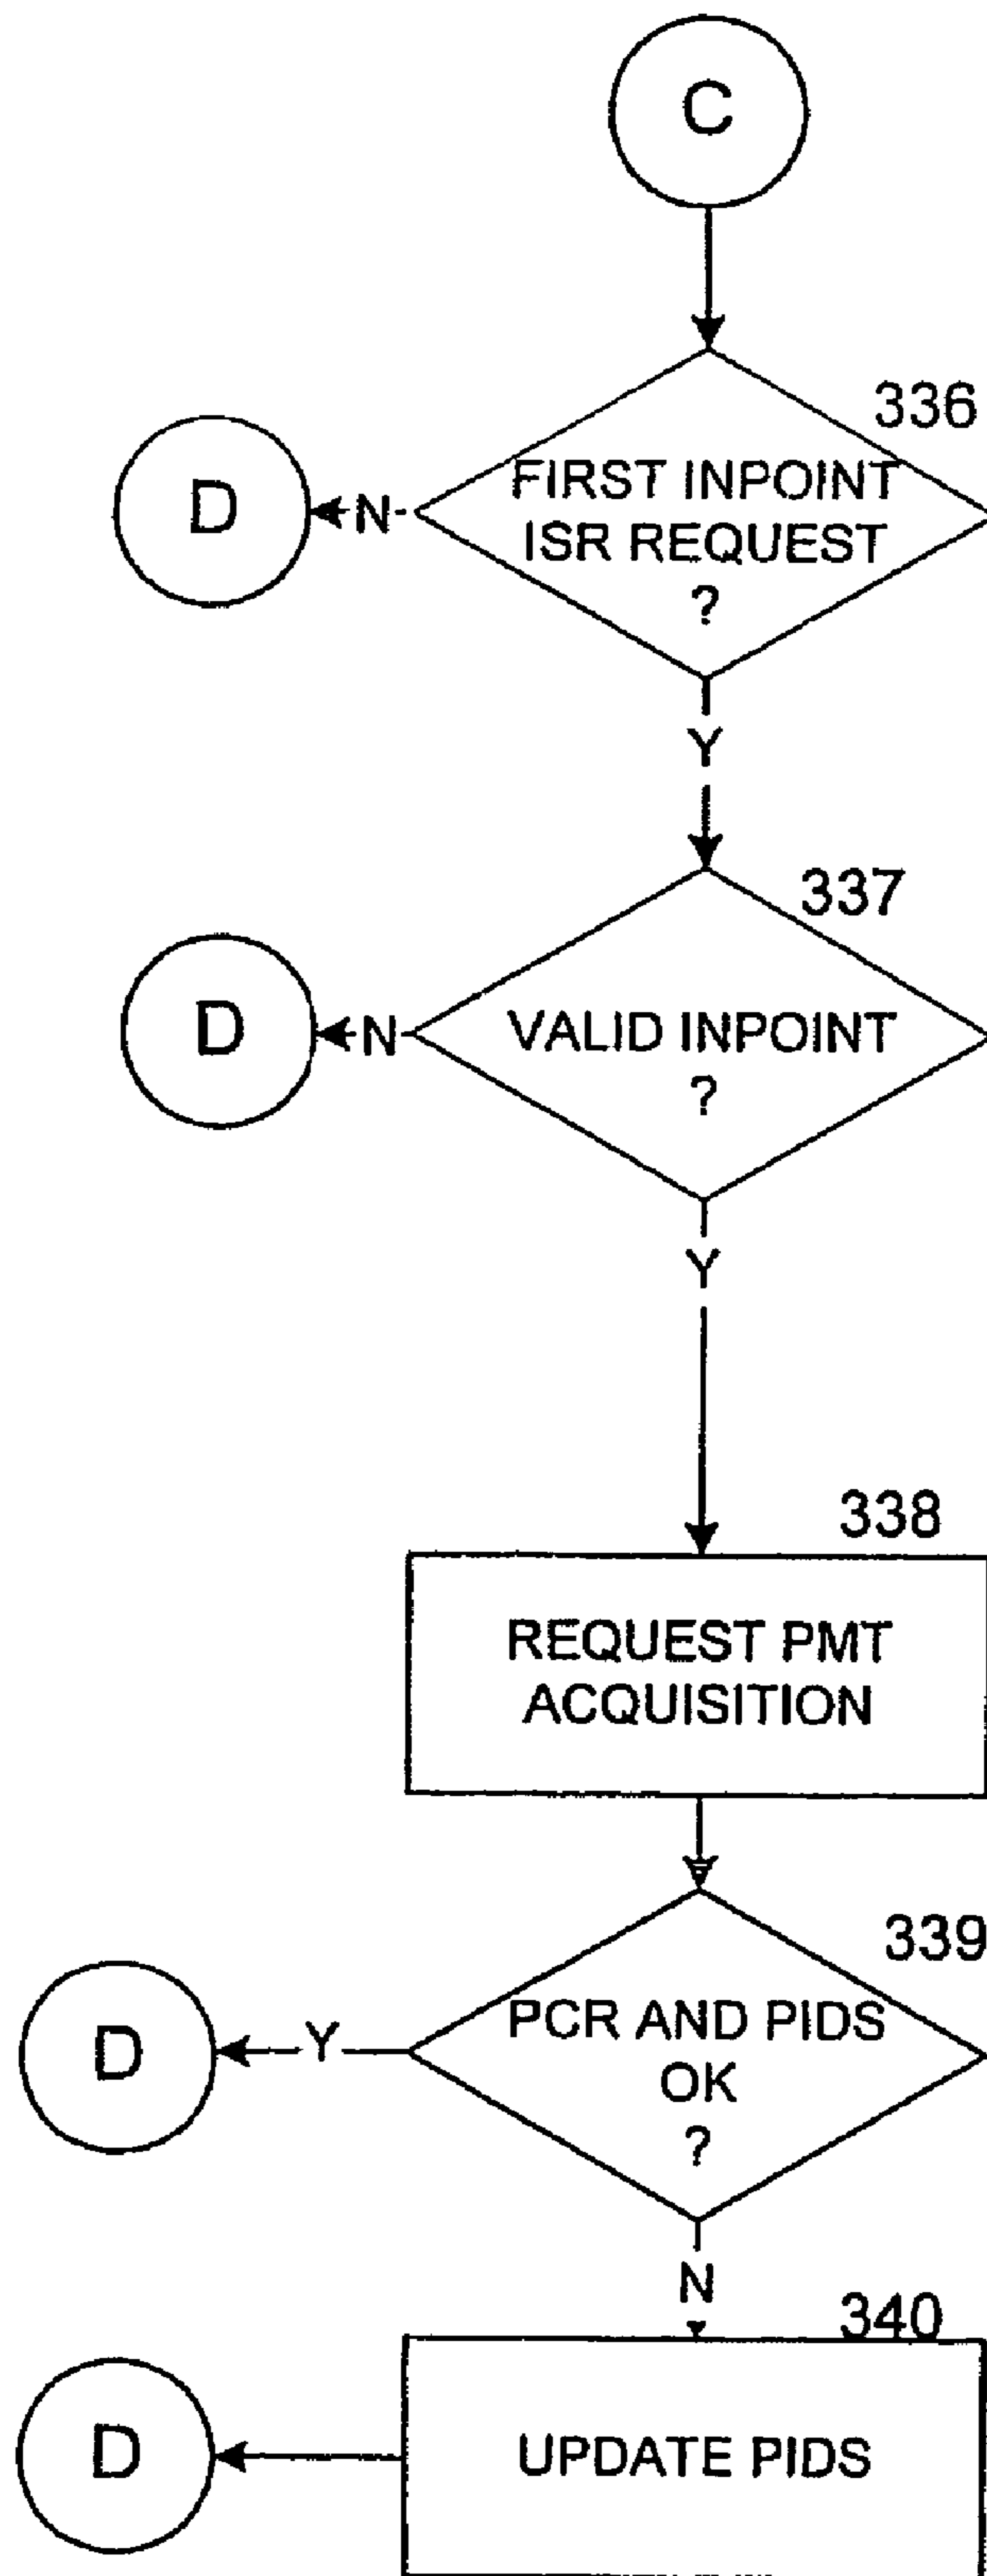 C
336
FIRST INPOINT
ISR REQUEST
?
D
N
Y
337
VALID INPOINT
?
D
N
Y
338
REQUEST PMT
ACQUISITION
339
PCR AND PIDS
OK
?
D
Y
N
340
UPDATE PIDS
D